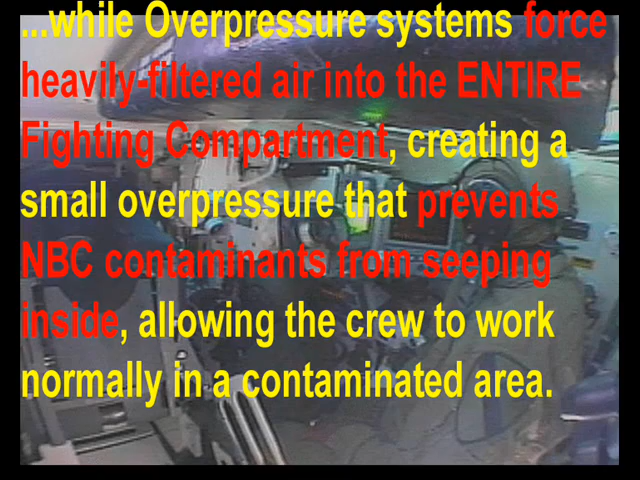 ...while Overpressure systems force
heavily-filtered air into the ENTIRE
Fighting Compartment, creating a
small overpressure that prevents
NBC contaminants from seeping
inside, allowing the crew to work
normally in a contaminated area.